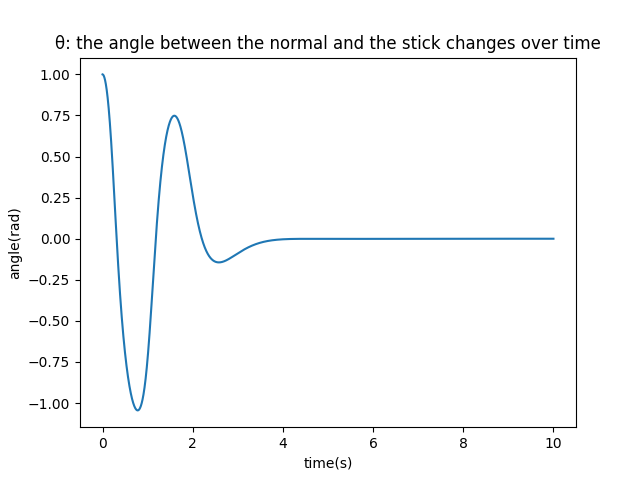 θ: the angle between the normal and the stick changes over time
1.00
0.75
0.50
0.25
0.00
−0.25
−0.50
−0.75
−1.00
angle(rad)
0 2 4 6 8 10
time(s)